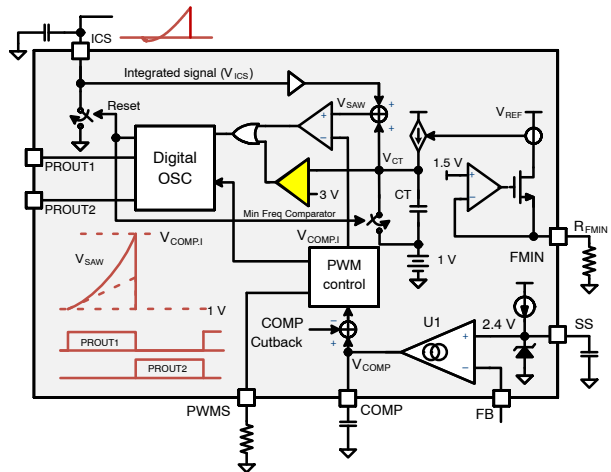 ICS
Integrated signal (VICS)
Reset
VSAW
+
+
+
−
VREF
PROUT1
Digital
OSC
VCT
CT
1.5 V
+
−
3 V
PROUT2
Min Freq Comparator
VCOMP.I
RFMIN
FMIN
VCOMP.I
VSAW
1 V
1 V
PWM
control
COMP
Cutback
−
+
U1
2.4 V
SS
+
−
PROUT1
PROUT2
VCOMP
PWMS
COMP
FB